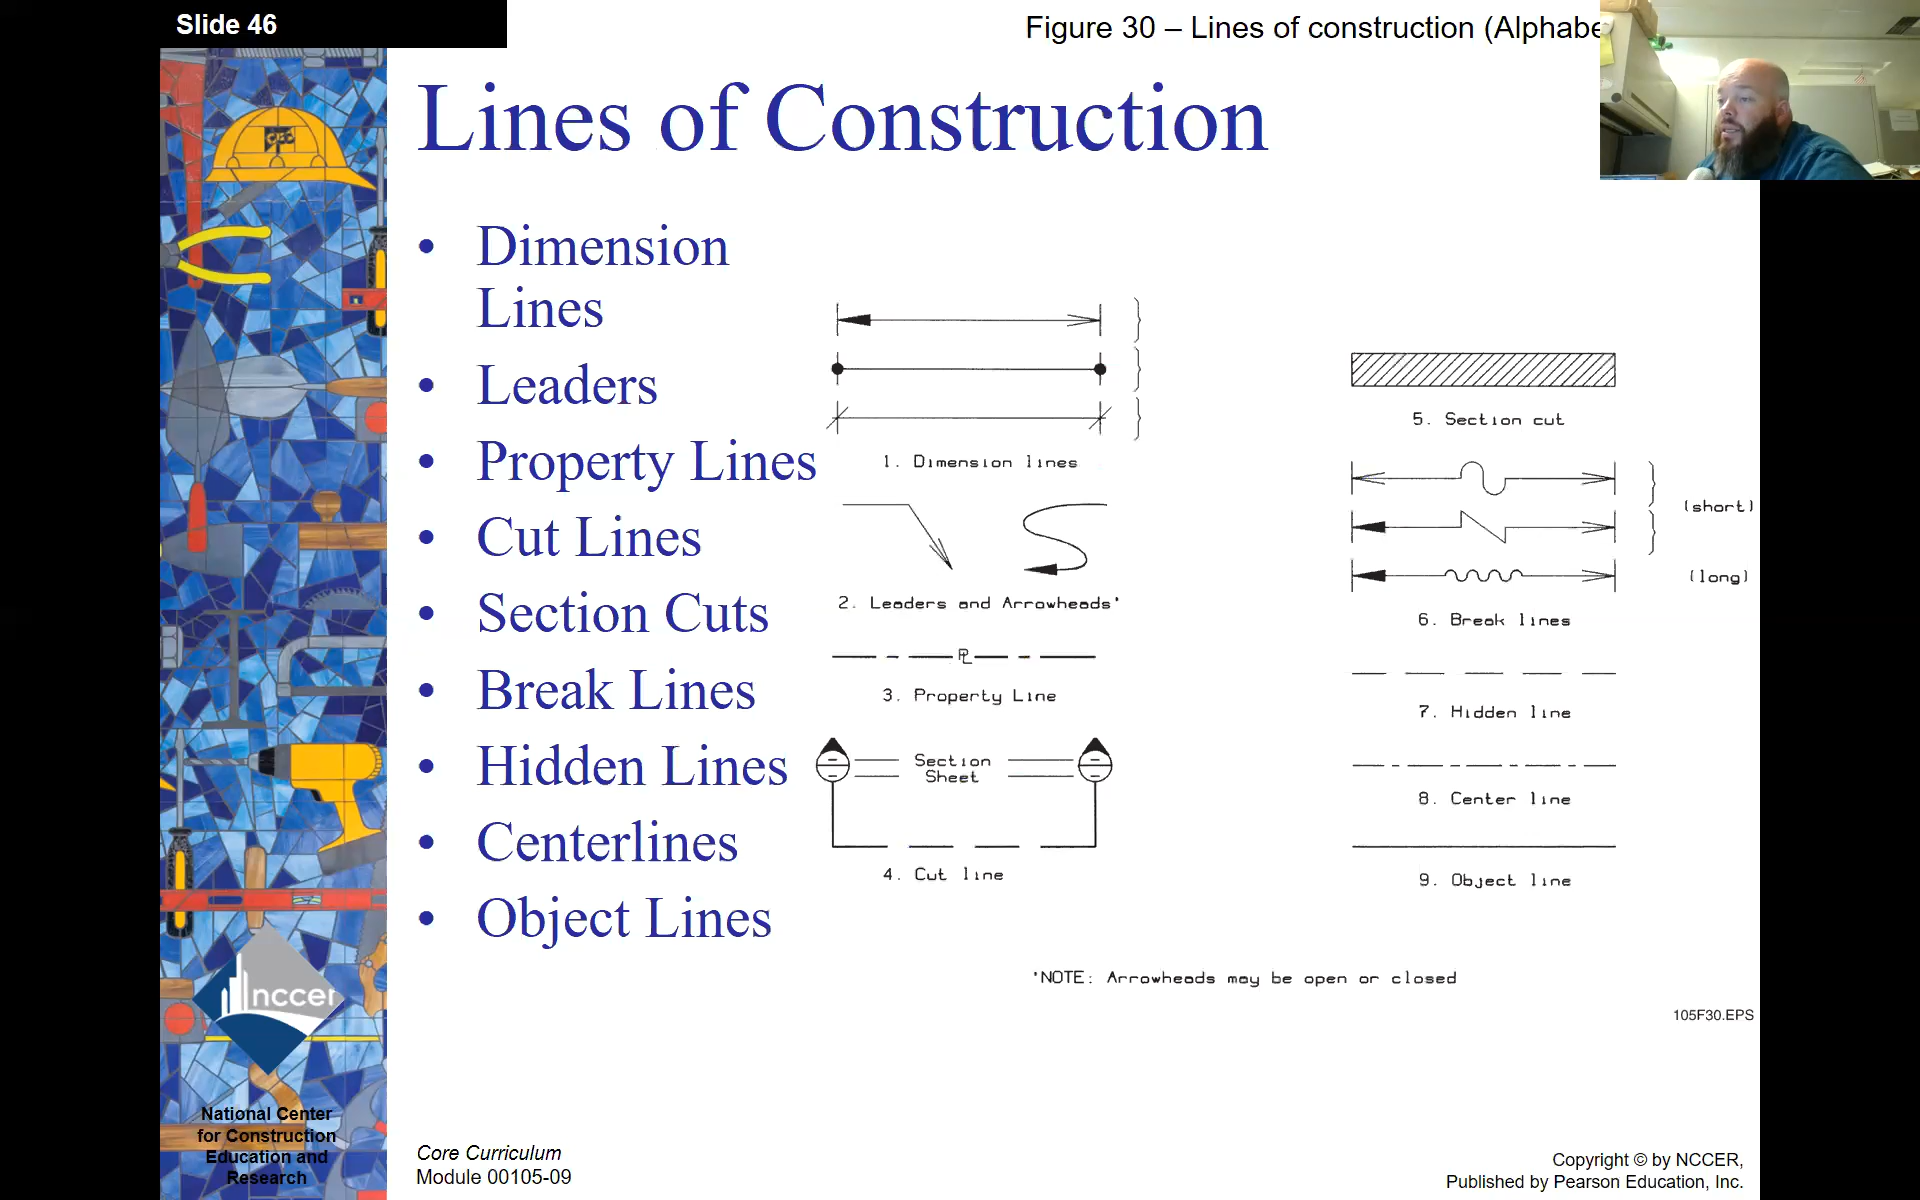 Slide 46
Figure 30 – Lines of construction (Alphabe
Lines of Construction
• Dimension
Lines
• Leaders
• Property Lines
• Cut Lines
• Section Cuts
• Break Lines
• Hidden Lines
• Centerlines
• Object Lines
1. Dimension lines
2. Leaders and Arrowheads*
PL
3. Property Line
Section
Sheet
4. Cut line
5. Section cut
(short)
(long)
6. Break lines
7. Hidden line
8. Center line
9. Object line
*NOTE: Arrowheads may be open or closed
105F30.EPS
nccer
National Center
for Construction
Education and
Research
Core Curriculum
Module 00105-09
Copyright © by NCCER,
Published by Pearson Education, Inc.